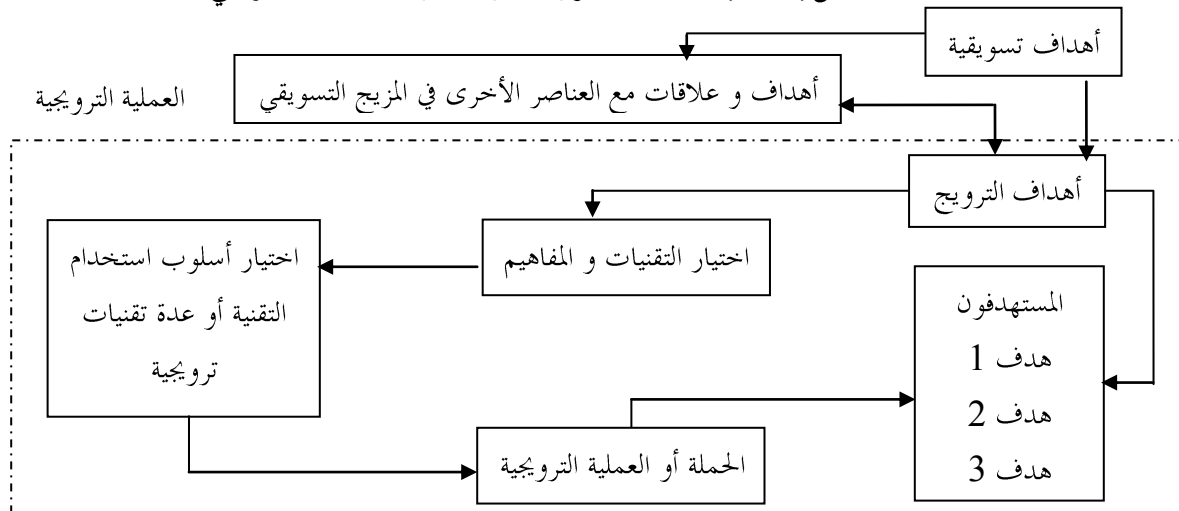 أهداف تسويقية
أهداف و علاقات مع العناصر الأخرى في المزيج التسويقي
العملية الترويجية
أهداف الترويج
اختيار التقنيات و المفاهيم
اختيار أسلوب استخدام
التقنية أو عدة تقنيات
ترويجية
المستهدفون
هدف 1
هدف 2
هدف 3
الحملة أو العملية الترويجية